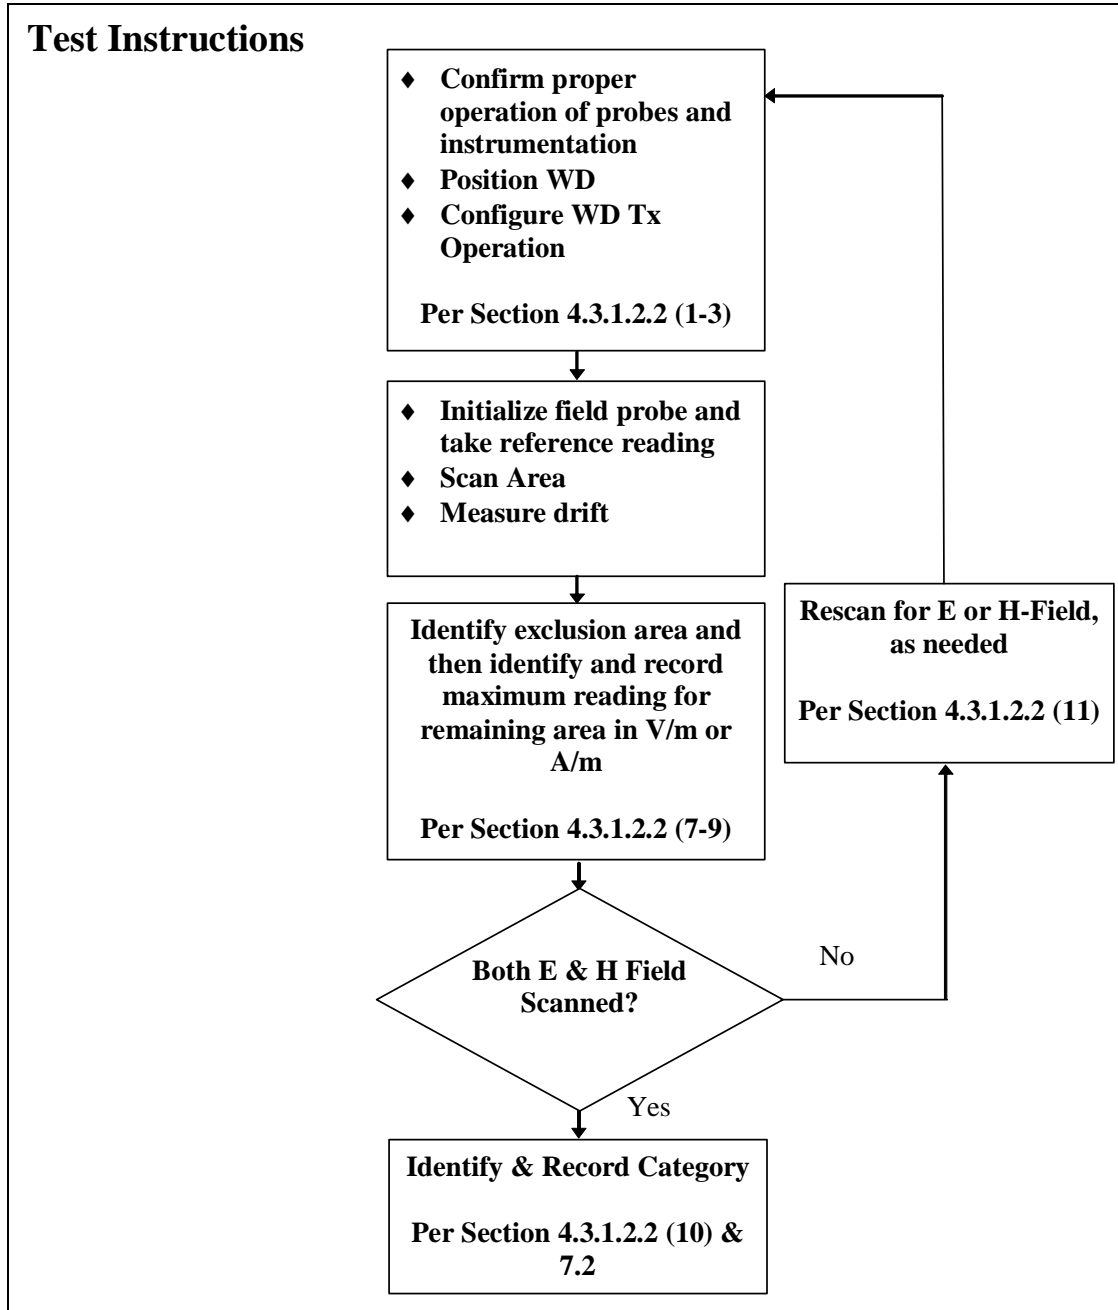 Test Instructions
♦ Confirm proper
operation of probes and
instrumentation
♦ Position WD
♦ Configure WD Tx
Operation
Per Section 4.3.1.2.2 (1-3)
♦ Initialize field probe and
take reference reading
♦ Scan Area
♦ Measure drift
Identify exclusion area and
then identify and record
maximum reading for
remaining area in V/m or
A/m
Per Section 4.3.1.2.2 (7-9)
Rescan for E or H-Field,
as needed
Per Section 4.3.1.2.2 (11)
Both E & H Field
Scanned?
No
Yes
Identify & Record Category
Per Section 4.3.1.2.2 (10) &
7.2